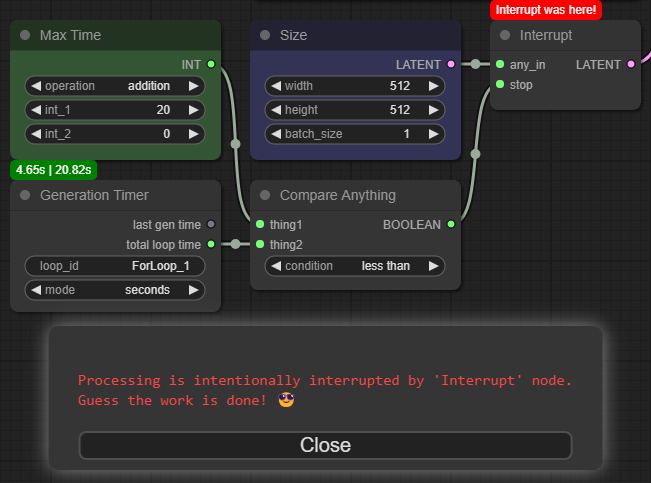 Interrupt was here!
Max Time
INT
operation addition
int_1 20
int_2 0
Size
LATENT
width 512
height 512
batch_size 1
Interrupt
any_in LATENT
stop
4.65s | 20.82s
Generation Timer
last gen time
total loop time
loop_id ForLoop_1
mode seconds
Compare Anything
thing1 BOOLEAN
thing2
condition less than
Processing is intentionally interrupted by 'Interrupt' node.
Guess the work is done! 😎
Close